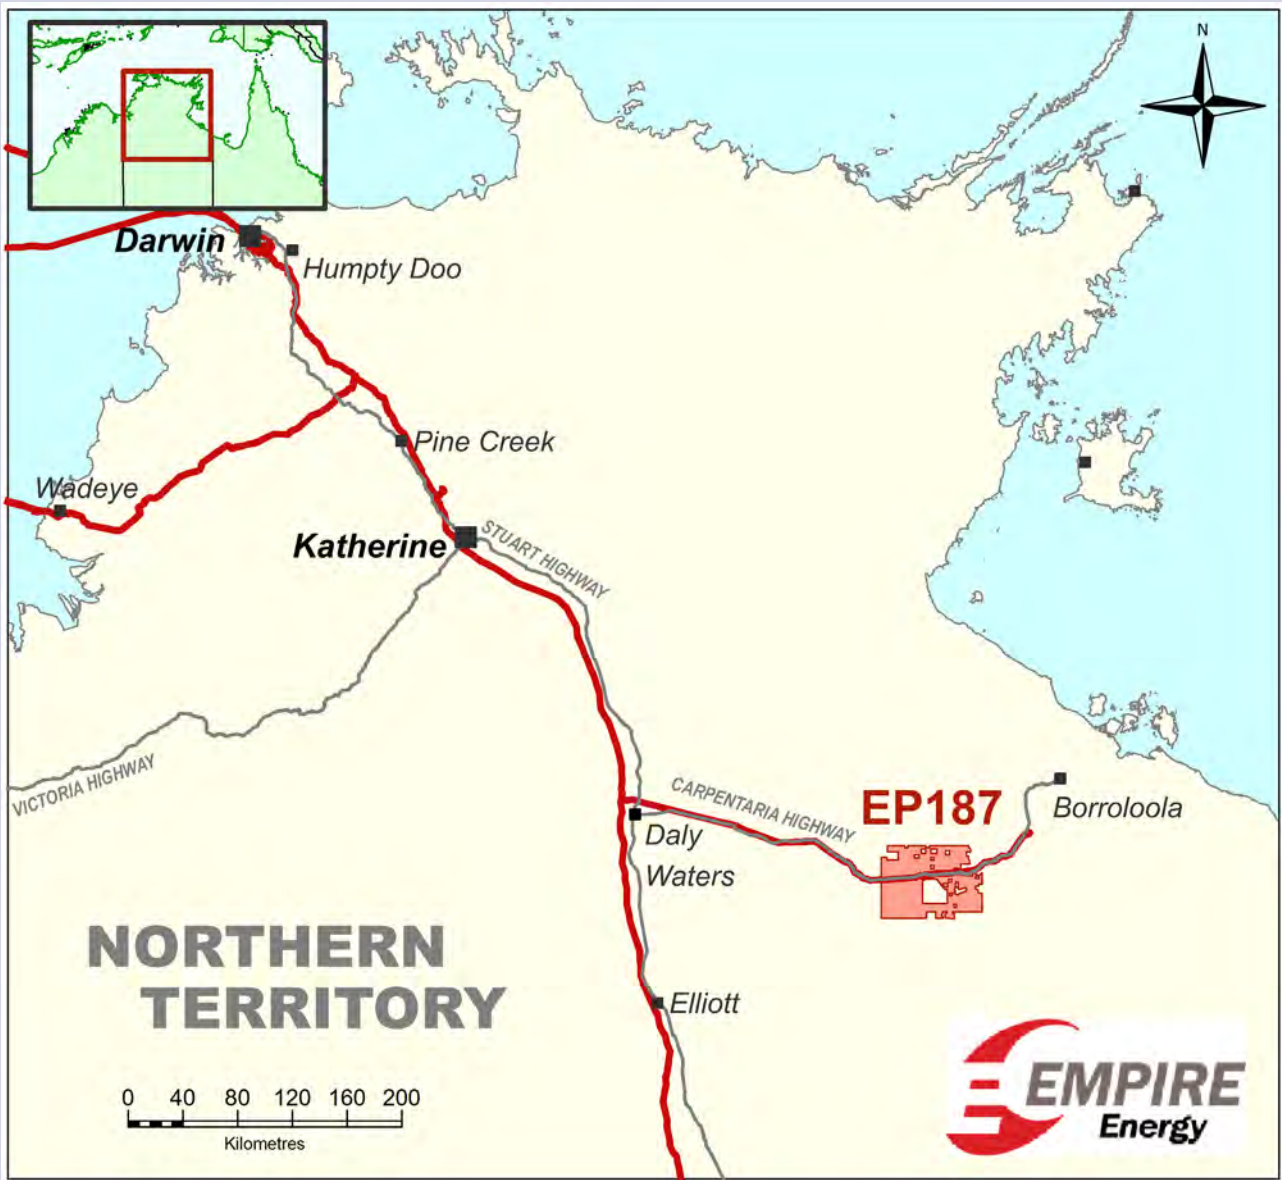 N
Darwin
Humpty Doo
Pine Creek
Wadeye
Katherine
STUART HIGHWAY
VICTORIA HIGHWAY
CARPENTARIA HIGHWAY
EP187
Borroloola
Daly
Waters
NORTHERN
TERRITORY
Elliott
0 40 80 120 160 200
Kilometres
EMPIRE
Energy